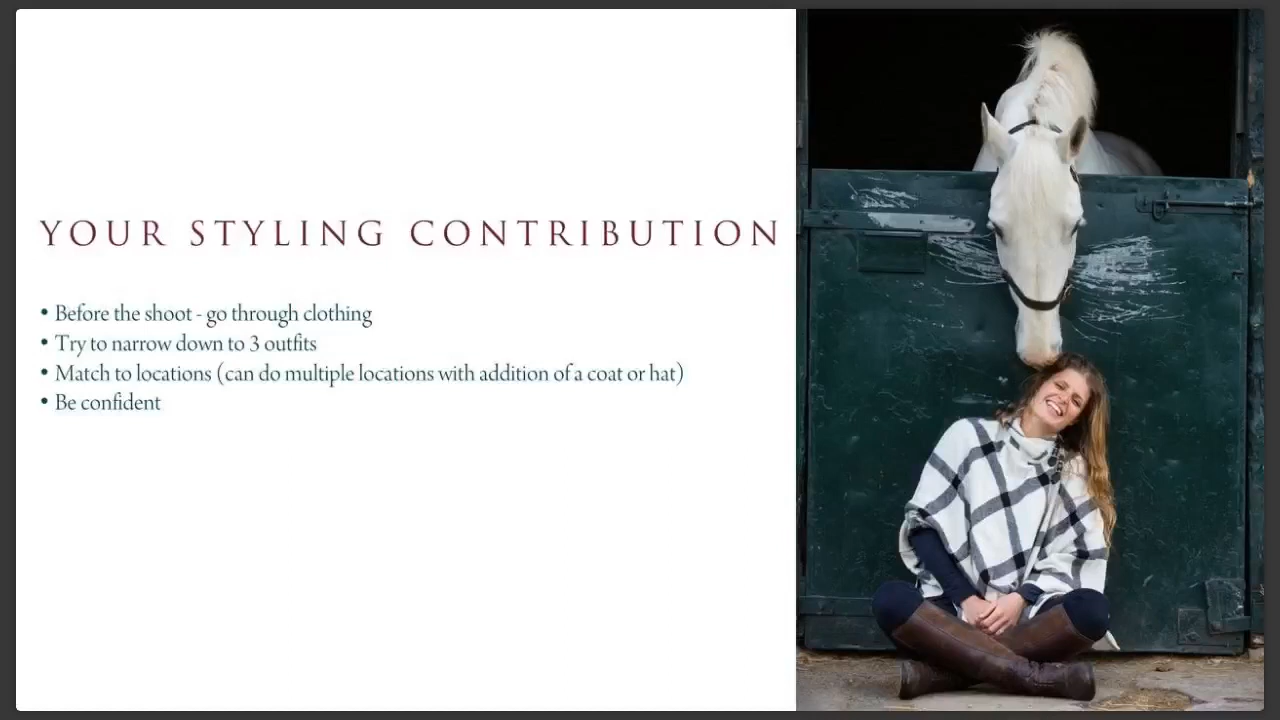 YOUR STYLING CONTRIBUTION
• Before the shoot - go through clothing
• Try to narrow down to 3 outfits
• Match to locations (can do multiple locations with addition of a coat or hat)
• Be confident